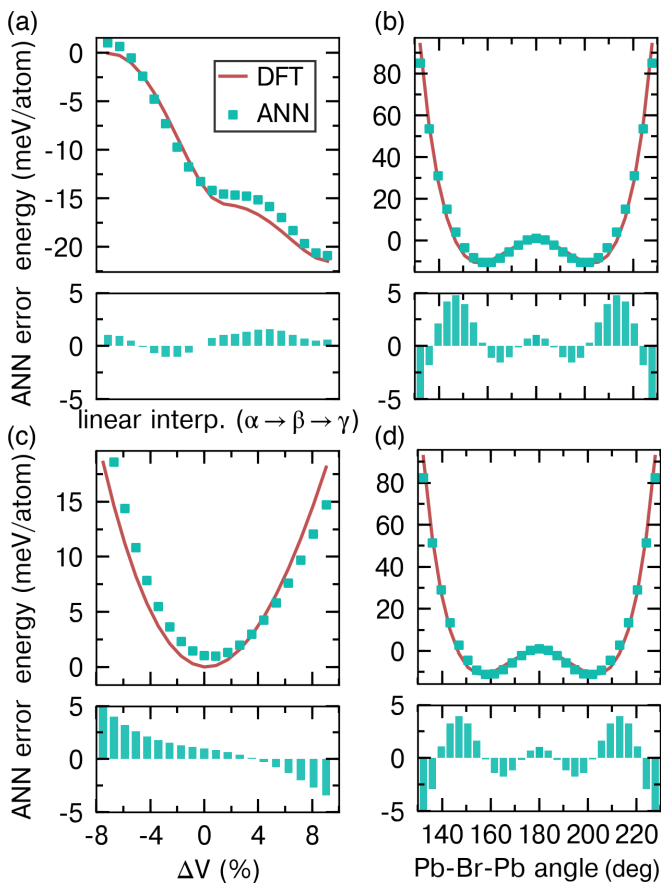 (a)
energy (meV/atom)
0
-5
-10
-15
-20
DFT
ANN
ANN error
5
0
-5
linear interp. (α→β→γ)
(b)
80
60
40
20
0
5
0
-5
(c)
energy (meV/atom)
15
10
5
0
ANN error
5
0
-5
-8 -4 0 4 8
ΔV (%)
(d)
80
60
40
20
0
5
0
-5
140 160 180 200 220
Pb-Br-Pb angle (deg)